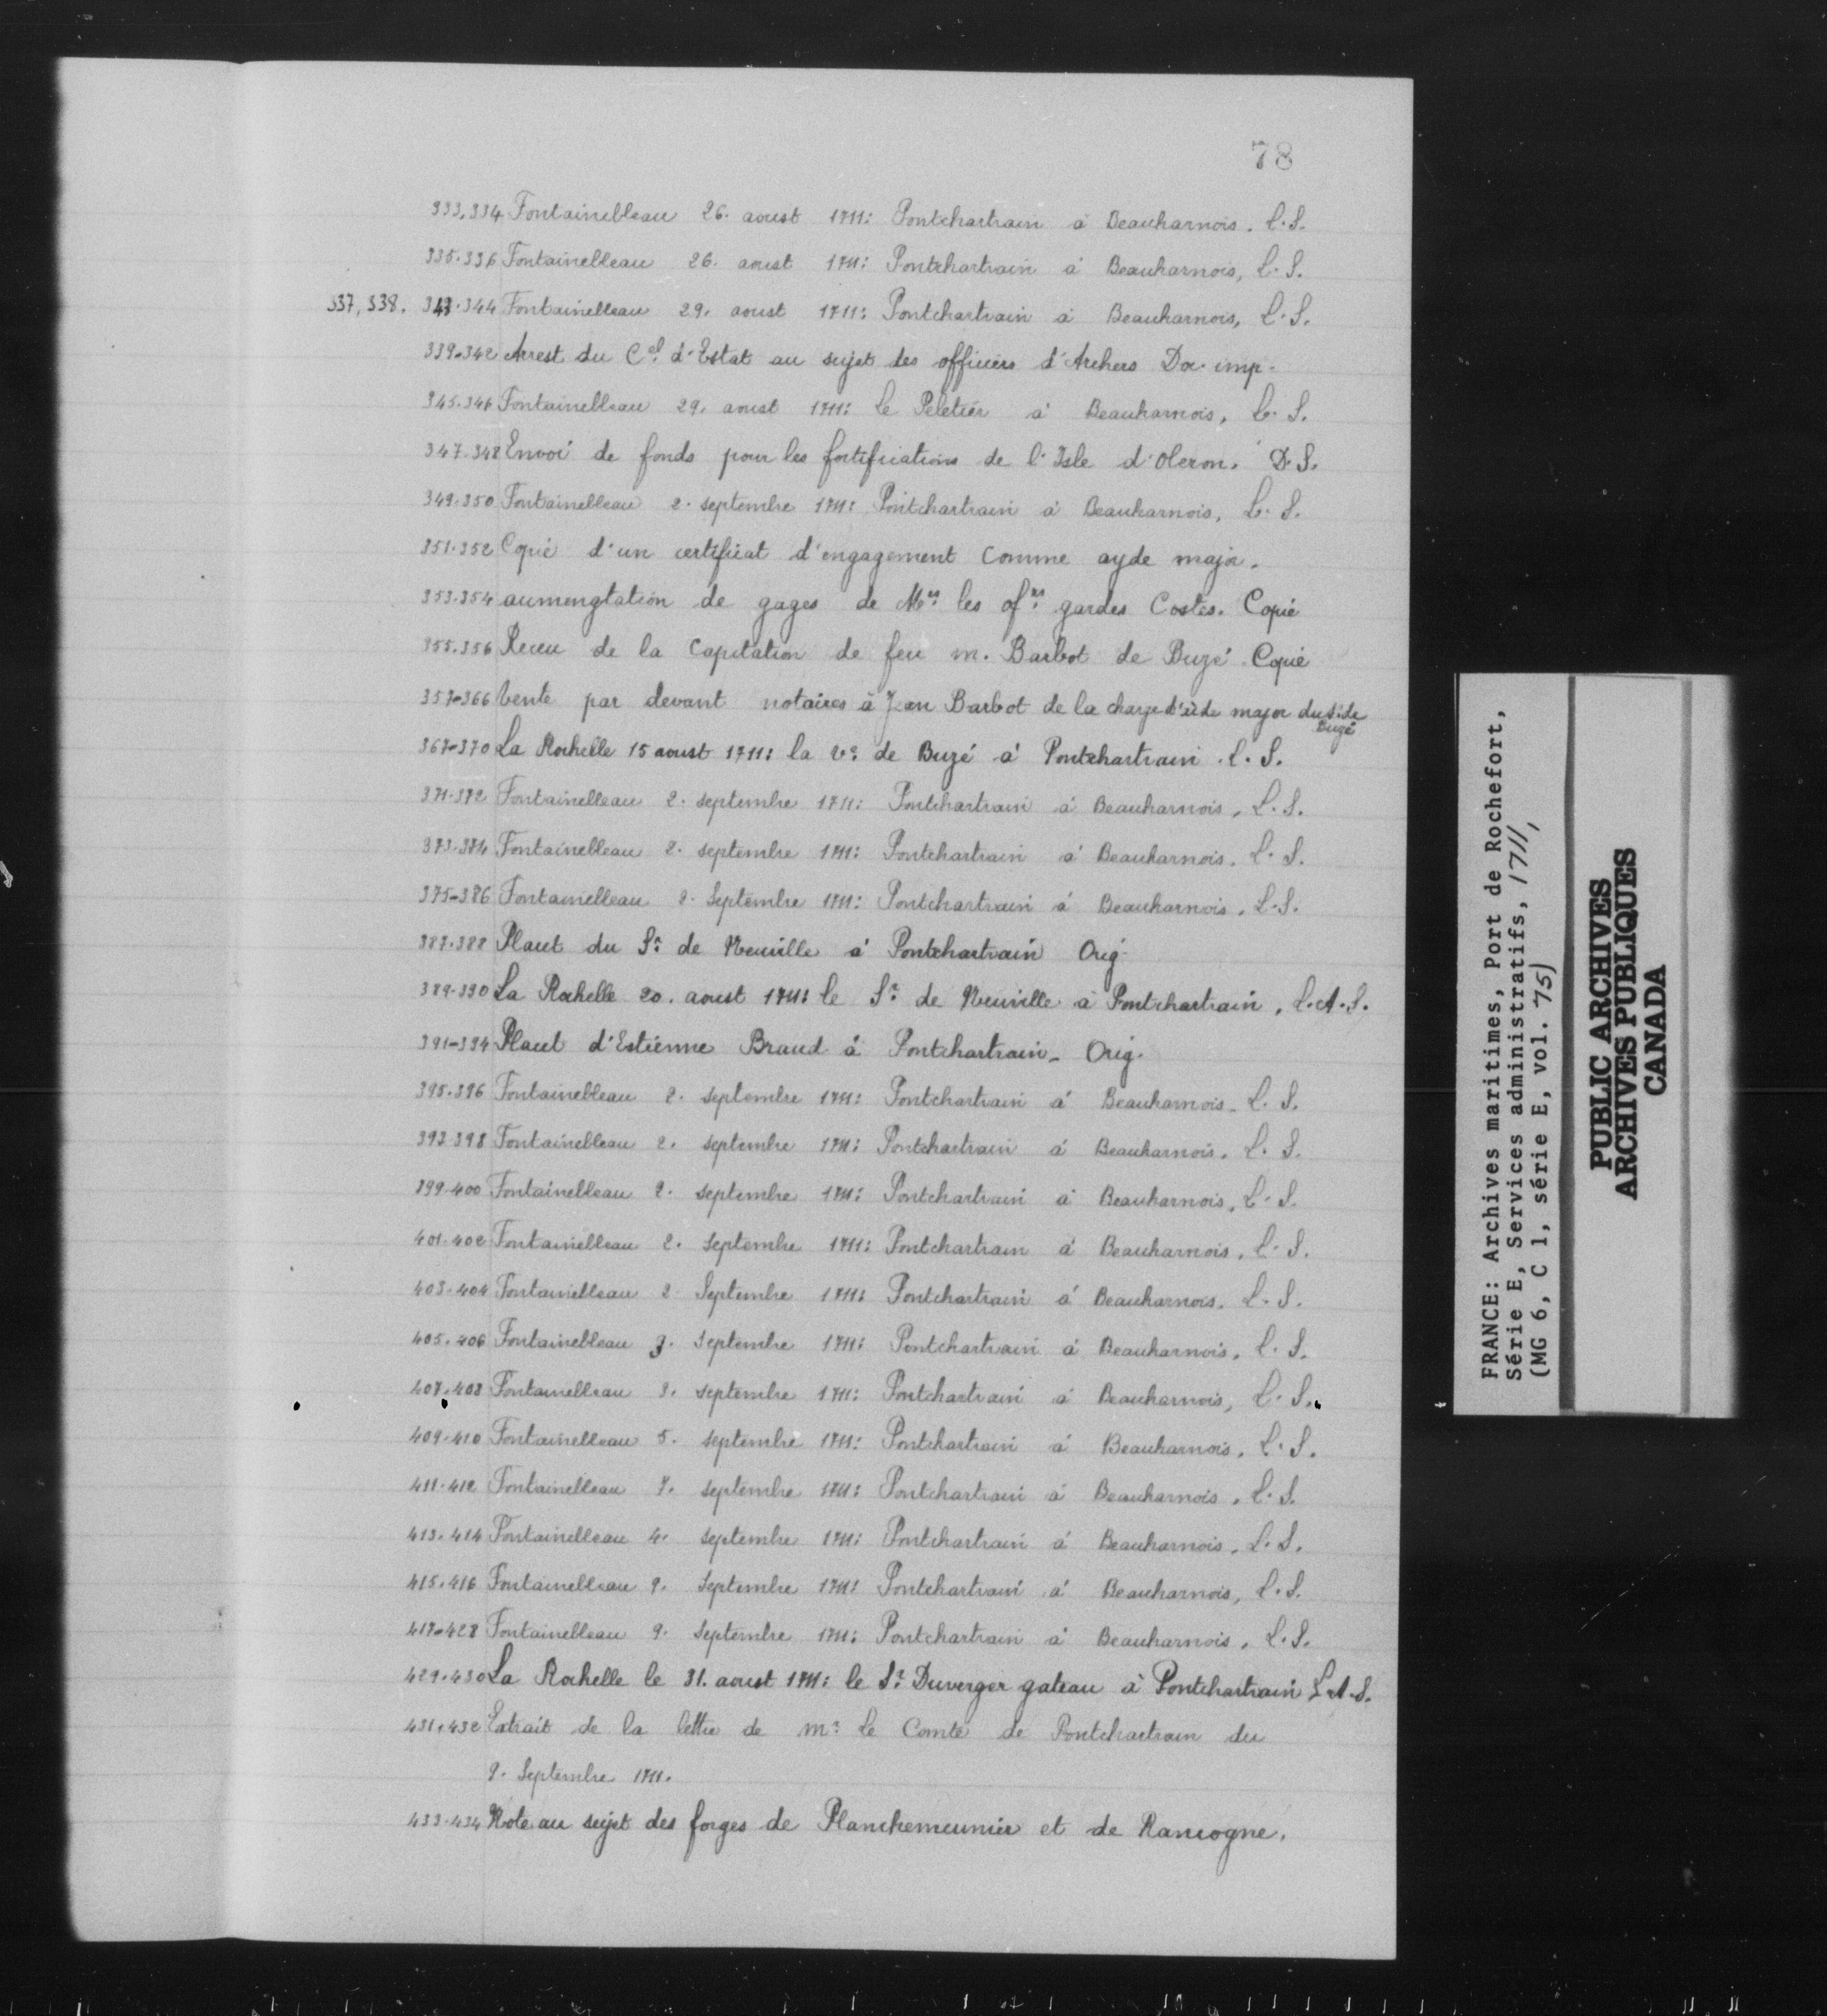 78
333.334 Fontainebleau 26. aoust 1711: Pontchartrain à Beauharnois. L.S.
335.336 Fontainebleau 26. aoust 1711: Pontchartrain à Beauharnois, L.S.
337, 338. 343.344 Fontainebleau 29. aoust 1711: Pontchartrain à Beauharnois, L.S.
339-342 Arrest du Cel d'Estat au sujet des officiers d'Archers Doc. imp.
345.346 Fontainebleau 29. aoust 1711: le Peletier à Beauharnois, L.S.
347.348 Envoi de fonds pour les fortifications de l'Isle d'Oleron. D.S.
349.350 Fontainebleau 2. septembre 1711: Pontchartrain à Beauharnois, L.S.
351.352 Copie d'un certificat d'engagement comme ayde major.
353.354 aumengtation de gages de Mrs les ofrs gardes Costes. Copie
355.356 Receu de la Capitation de feu m. Barbot de Buzé Copie
357-366 Vente par devant notaires à Jean Barbot de la charge d'aide major du s. de Buzé
367-370 La Rochelle 15 aoust 1711: la ve de Buzé à Pontchartrain. L.S.
371-372 Fontainebleau 2. septembre 1711: Pontchartrain à Beauharnois, L.S.
373-374 Fontainebleau 2. septembre 1711: Pontchartrain à Beauharnois. L.S.
375-386 Fontainebleau 2. Septembre 1711: Pontchartrain à Beauharnois, L.S.
387.388 Placet du Sr de Neuville à Pontchartrain Orig.
389-390 La Rochelle 20. aoust 1711: le Sr de Neuville à Pontchartrain, L.A.S.
391-394 Placet d'Estienne Braud à Pontchartrain - Orig.
395.396 Fontainebleau 2. septembre 1711: Pontchartrain à Beauharnois. L.S.
397.398 Fontainebleau 2. septembre 1711: Pontchartrain à Beauharnois. L.S.
399.400 Fontainebleau 2. septembre 1711: Pontchartrain à Beauharnois, L.S.
401.402 Fontainebleau 2. Septembre 1711: Pontchartrain à Beauharnois, L.S.
403.404 Fontainebleau 2 Septembre 1711: Pontchartrain à Beauharnois. L.S.
405.406 Fontainebleau 3. Septembre 1711: Pontchartrain à Beauharnois, L.S.
407.408 Fontainebleau 3. septembre 1711: Pontchartrain à Beauharnois, L.S.
409-410 Fontainebleau 5. septembre 1711: Pontchartrain à Beauharnois. L.S.
411.412 Fontainebleau 7. septembre 1711: Pontchartrain à Beauharnois, L.S.
413.414 Fontainebleau 4. septembre 1711: Pontchartrain à Beauharnois, L.S.
415.416 Fontainebleau 9. Septembre 1711: Pontchartrain à Beauharnois, L.S.
417-428 Fontainebleau 9. Septembre 1711: Pontchartrain à Beauharnois, L.S.
429.430 La Rochelle le 31. aoust 1711: le Sr Duverger gateau à Pontchartrain L.A.S.
431.432 Extrait de la lettre de mr le Comte de Pontchartrain du
9. Septembre 1711.
433-434 Note au sujet des forges de Planchemeunier et de Rancogne.
FRANCE: Archives maritimes, Port de Rochefort,
Série E, Services administratifs, 1711,
(MG 6, C 1, série E, vol. 75)
PUBLIC ARCHIVES
ARCHIVES PUBLIQUES
CANADA